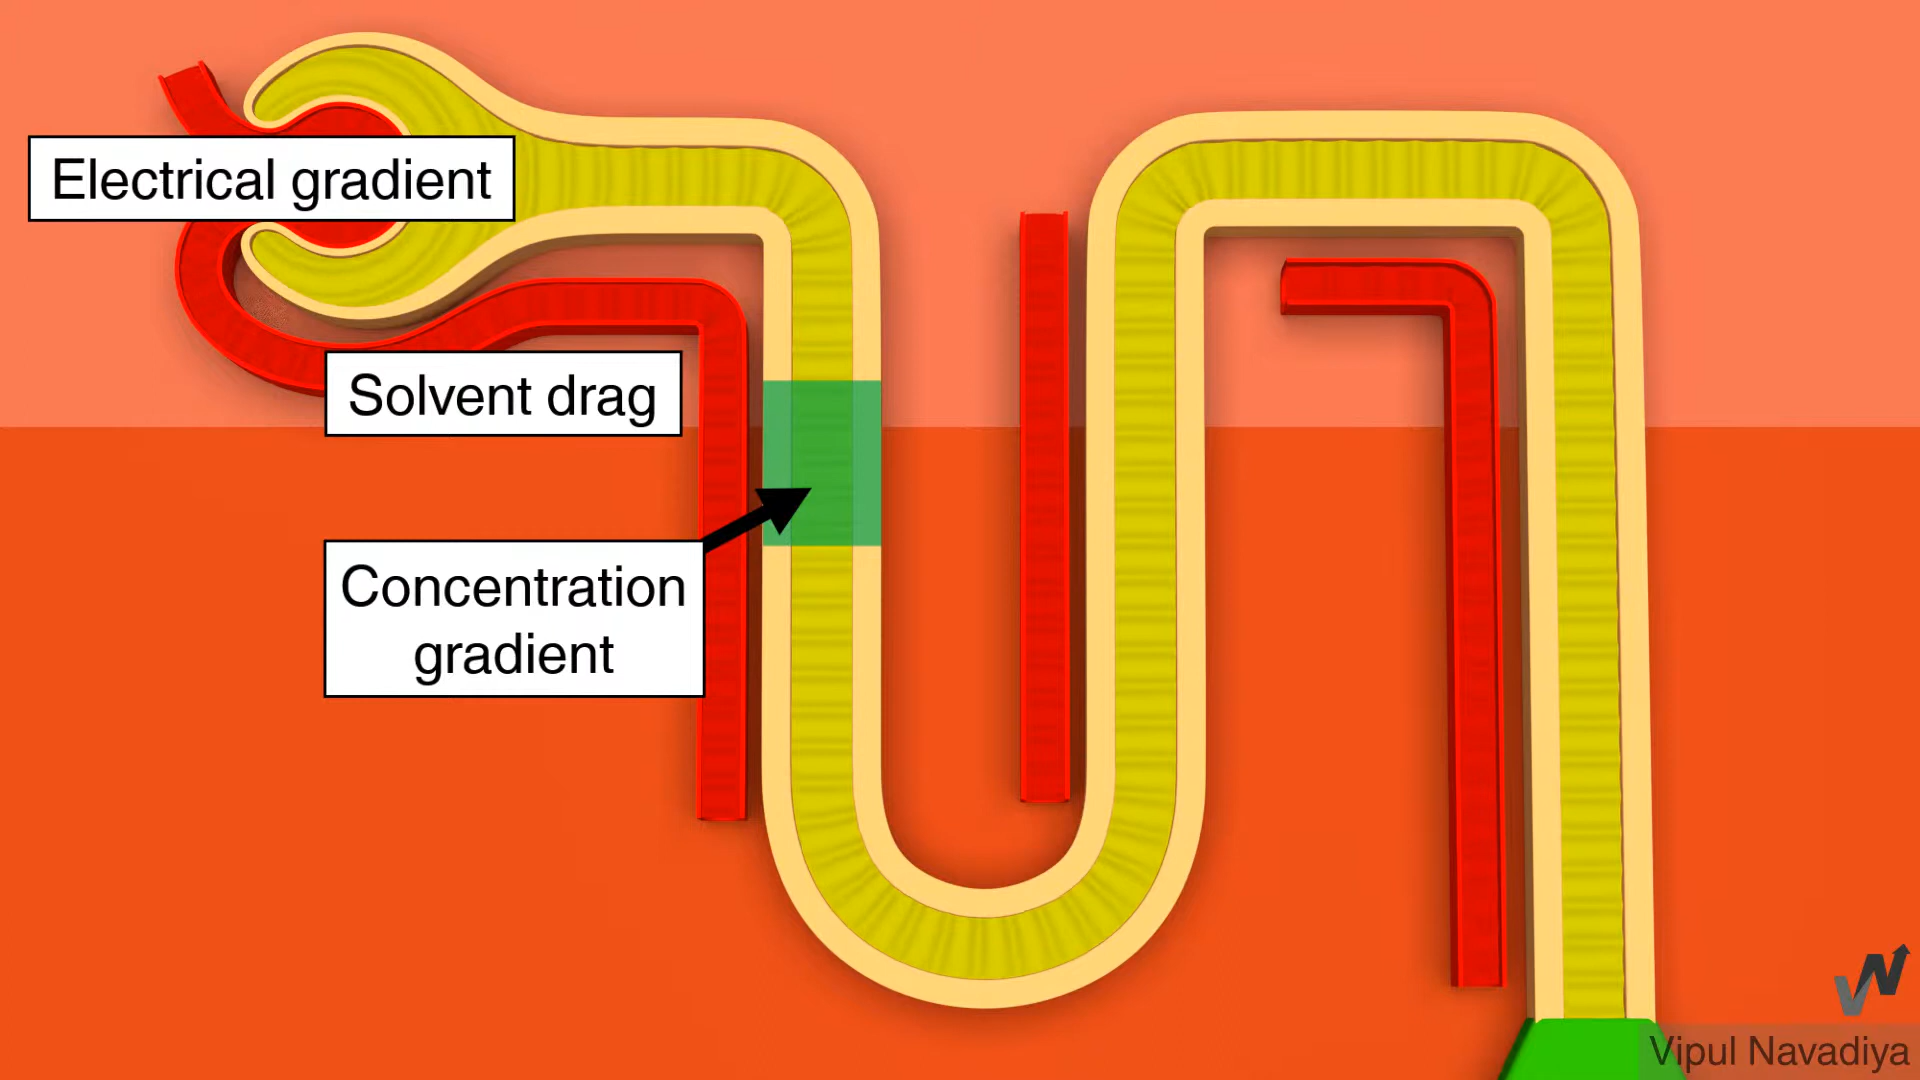 Electrical gradient
Solvent drag
Concentration
gradient
Vipul Navadiya